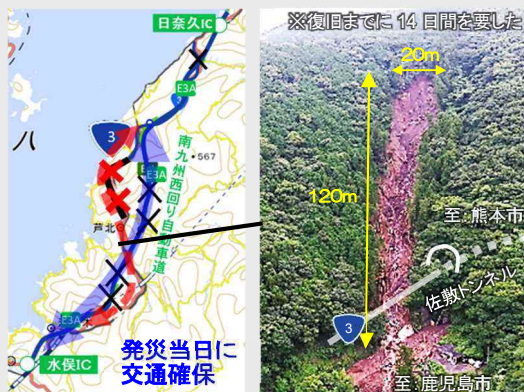 日奈久IC
E3A
3
3
・567
E3A
E3A
南九州西回り自動車道
八
芦北
E3A
水俣IC
発災当日に
交通確保
※復旧までに 14 日間を要した
20m
120m
至:熊本市
佐敷トンネル
3
至:鹿児島市